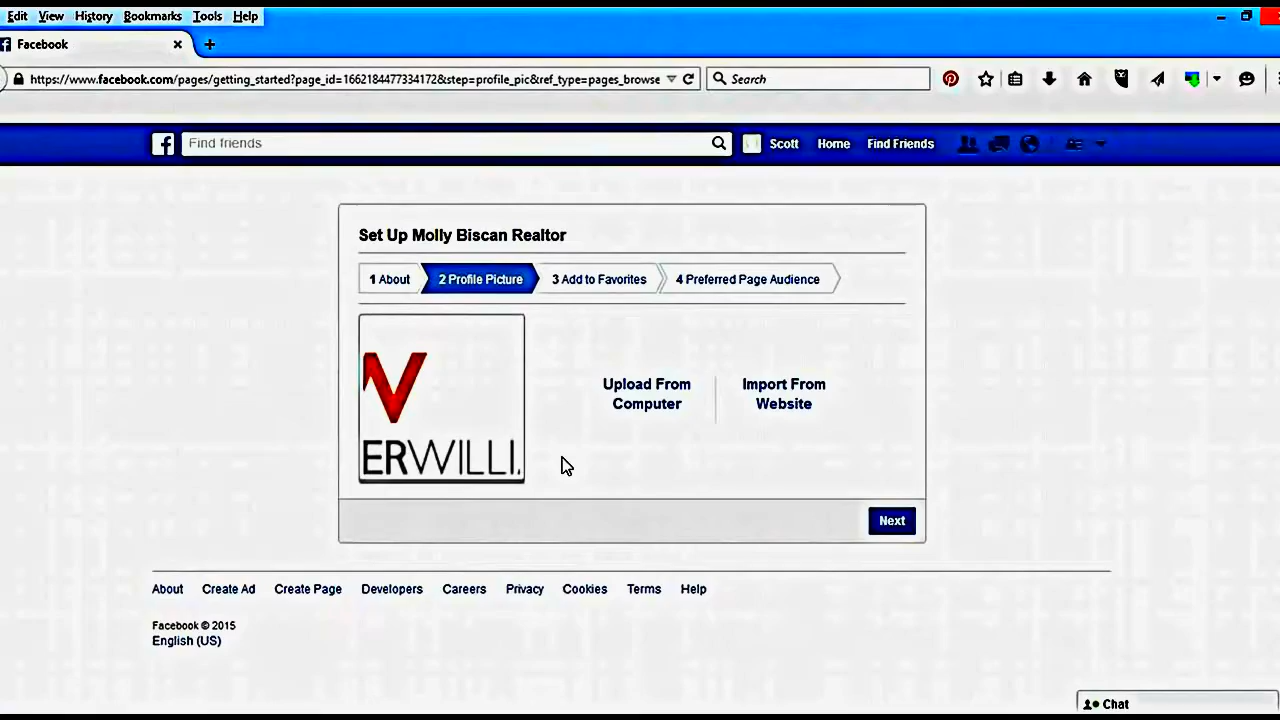 Edit View History Bookmarks Tools Help
Facebook
https://www.facebook.com/pages/getting_started?page_id=1662184477334172&step=profile_pic&ref_type=pages_browse
Search
Find friends
Scott Home Find Friends
Set Up Molly Biscan Realtor
1 About 2 Profile Picture 3 Add to Favorites 4 Preferred Page Audience
ERWILLI
Upload From
Computer
Import From
Website
Next
About Create Ad Create Page Developers Careers Privacy Cookies Terms Help
Facebook © 2015
English (US)
Chat